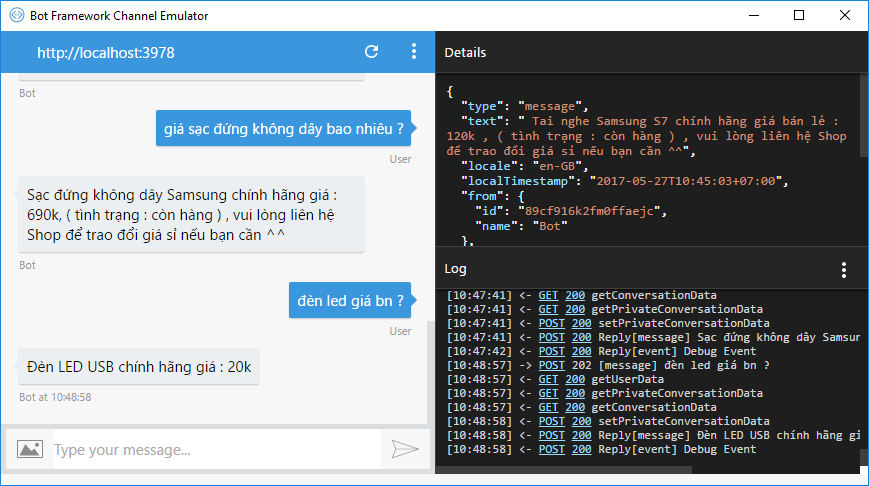 Bot Framework Channel Emulator
http://localhost:3978
Bot
giá sạc đứng không dây bao nhiêu ?
User
Sạc đứng không dây Samsung chính hãng giá :
690k, ( tình trạng : còn hàng ) , vui lòng liên hệ
Shop để trao đổi giá sỉ nếu bạn cần ^^
Bot
đèn led giá bn ?
User
Đèn LED USB chính hãng giá : 20k
Bot at 10:48:58
Type your message...
Details
{
"type": "message",
"text": " Tai nghe Samsung S7 chính hãng giá bán lẻ :
120k , ( tình trạng : còn hàng ) , vui lòng liên hệ Shop
để trao đổi giá sỉ nếu bạn cần ^^",
"locale": "en-GB",
"localTimestamp": "2017-05-27T10:45:03+07:00",
"from": {
"id": "89cf916k2fm0ffaejc",
"name": "Bot"
},
Log
[10:47:41] <- GET 200 getConversationData
[10:47:41] <- GET 200 getPrivateConversationData
[10:47:41] <- POST 200 setPrivateConversationData
[10:47:41] <- POST 200 Reply[message] Sạc đứng không dây Samsun
[10:47:42] <- POST 200 Reply[event] Debug Event
[10:48:57] -> POST 202 [message] đèn led giá bn ?
[10:48:57] <- GET 200 getUserData
[10:48:57] <- GET 200 getPrivateConversationData
[10:48:57] <- GET 200 getConversationData
[10:48:58] <- POST 200 setPrivateConversationData
[10:48:58] <- POST 200 Reply[message] Đèn LED USB chính hãng gi
[10:48:58] <- POST 200 Reply[event] Debug Event